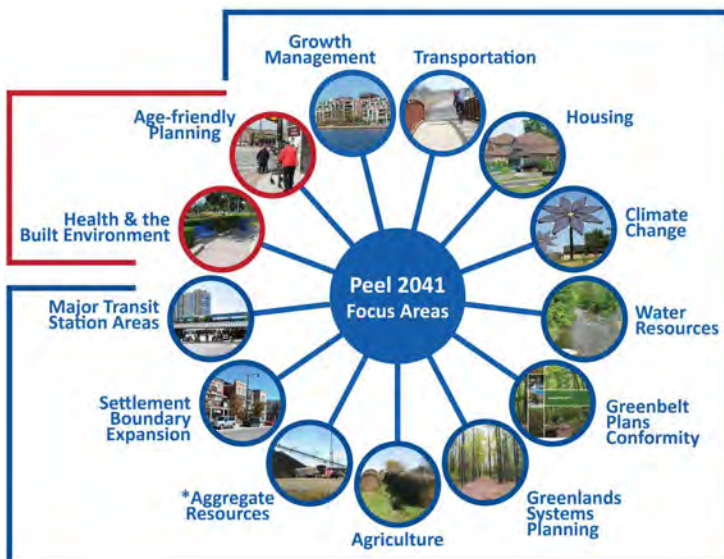 Growth
Management
Transportation
Age-friendly
Planning
Housing
Health & the
Built Environment
Climate
Change
Peel 2041
Focus Areas
Major Transit
Station Areas
Water
Resources
Settlement
Boundary
Expansion
Greenbelt
Plans
Conformity
*Aggregate
Resources
Agriculture
Greenlands
Systems
Planning